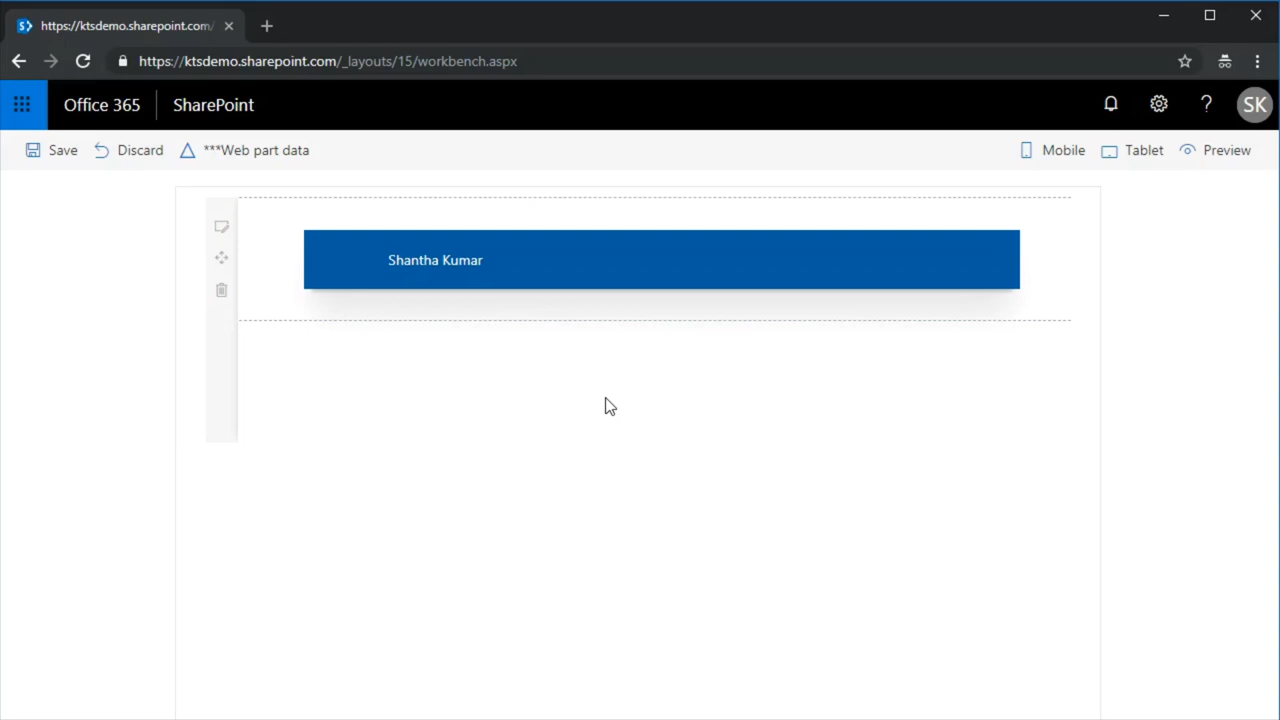 https://ktsdemo.sharepoint.com/
https://ktsdemo.sharepoint.com/_layouts/15/workbench.aspx
Office 365 SharePoint ? SK
Save Discard ***Web part data Mobile Tablet Preview
Shantha Kumar